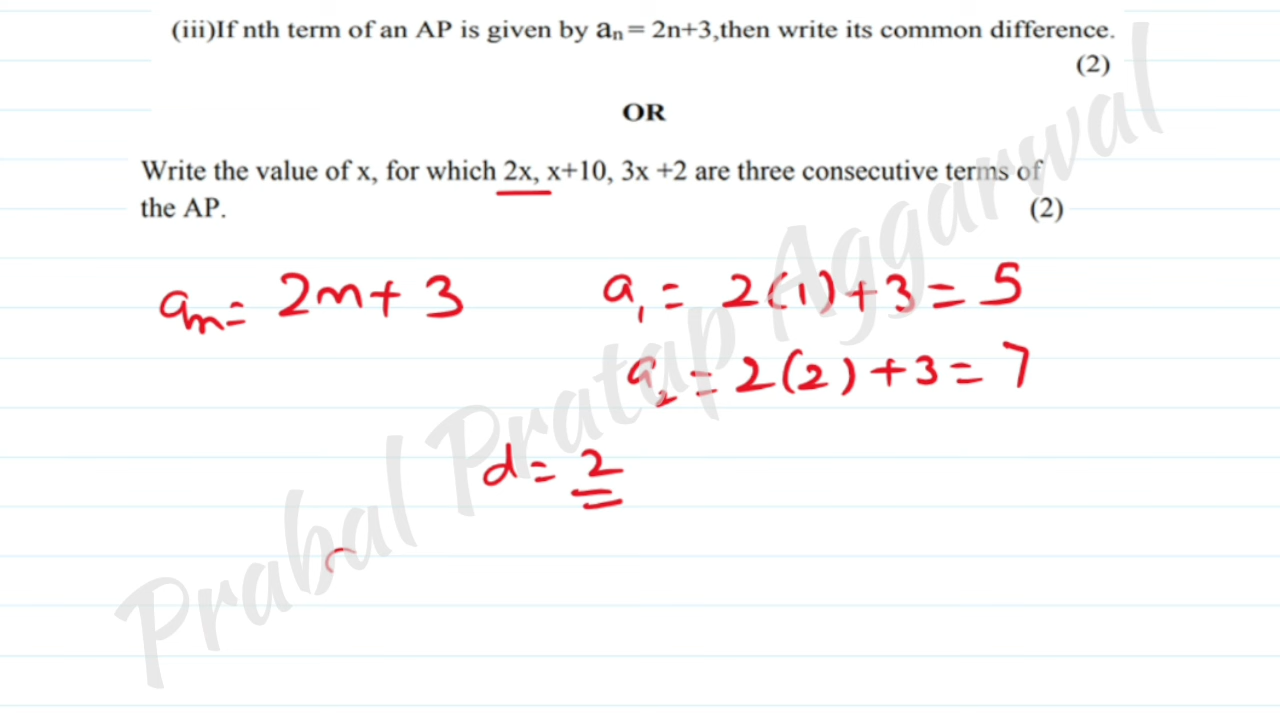 (iii)If nth term of an AP is given by aₙ= 2n+3,then write its common difference.
(2)
OR
Write the value of x, for which 2x, x+10, 3x +2 are three consecutive terms of
the AP. (2)
aₙ= 2n+3 a₁ = 2(1)+3=5
a₂ = 2(2)+3=7
d=2
Prabal Pratap Aggarwal